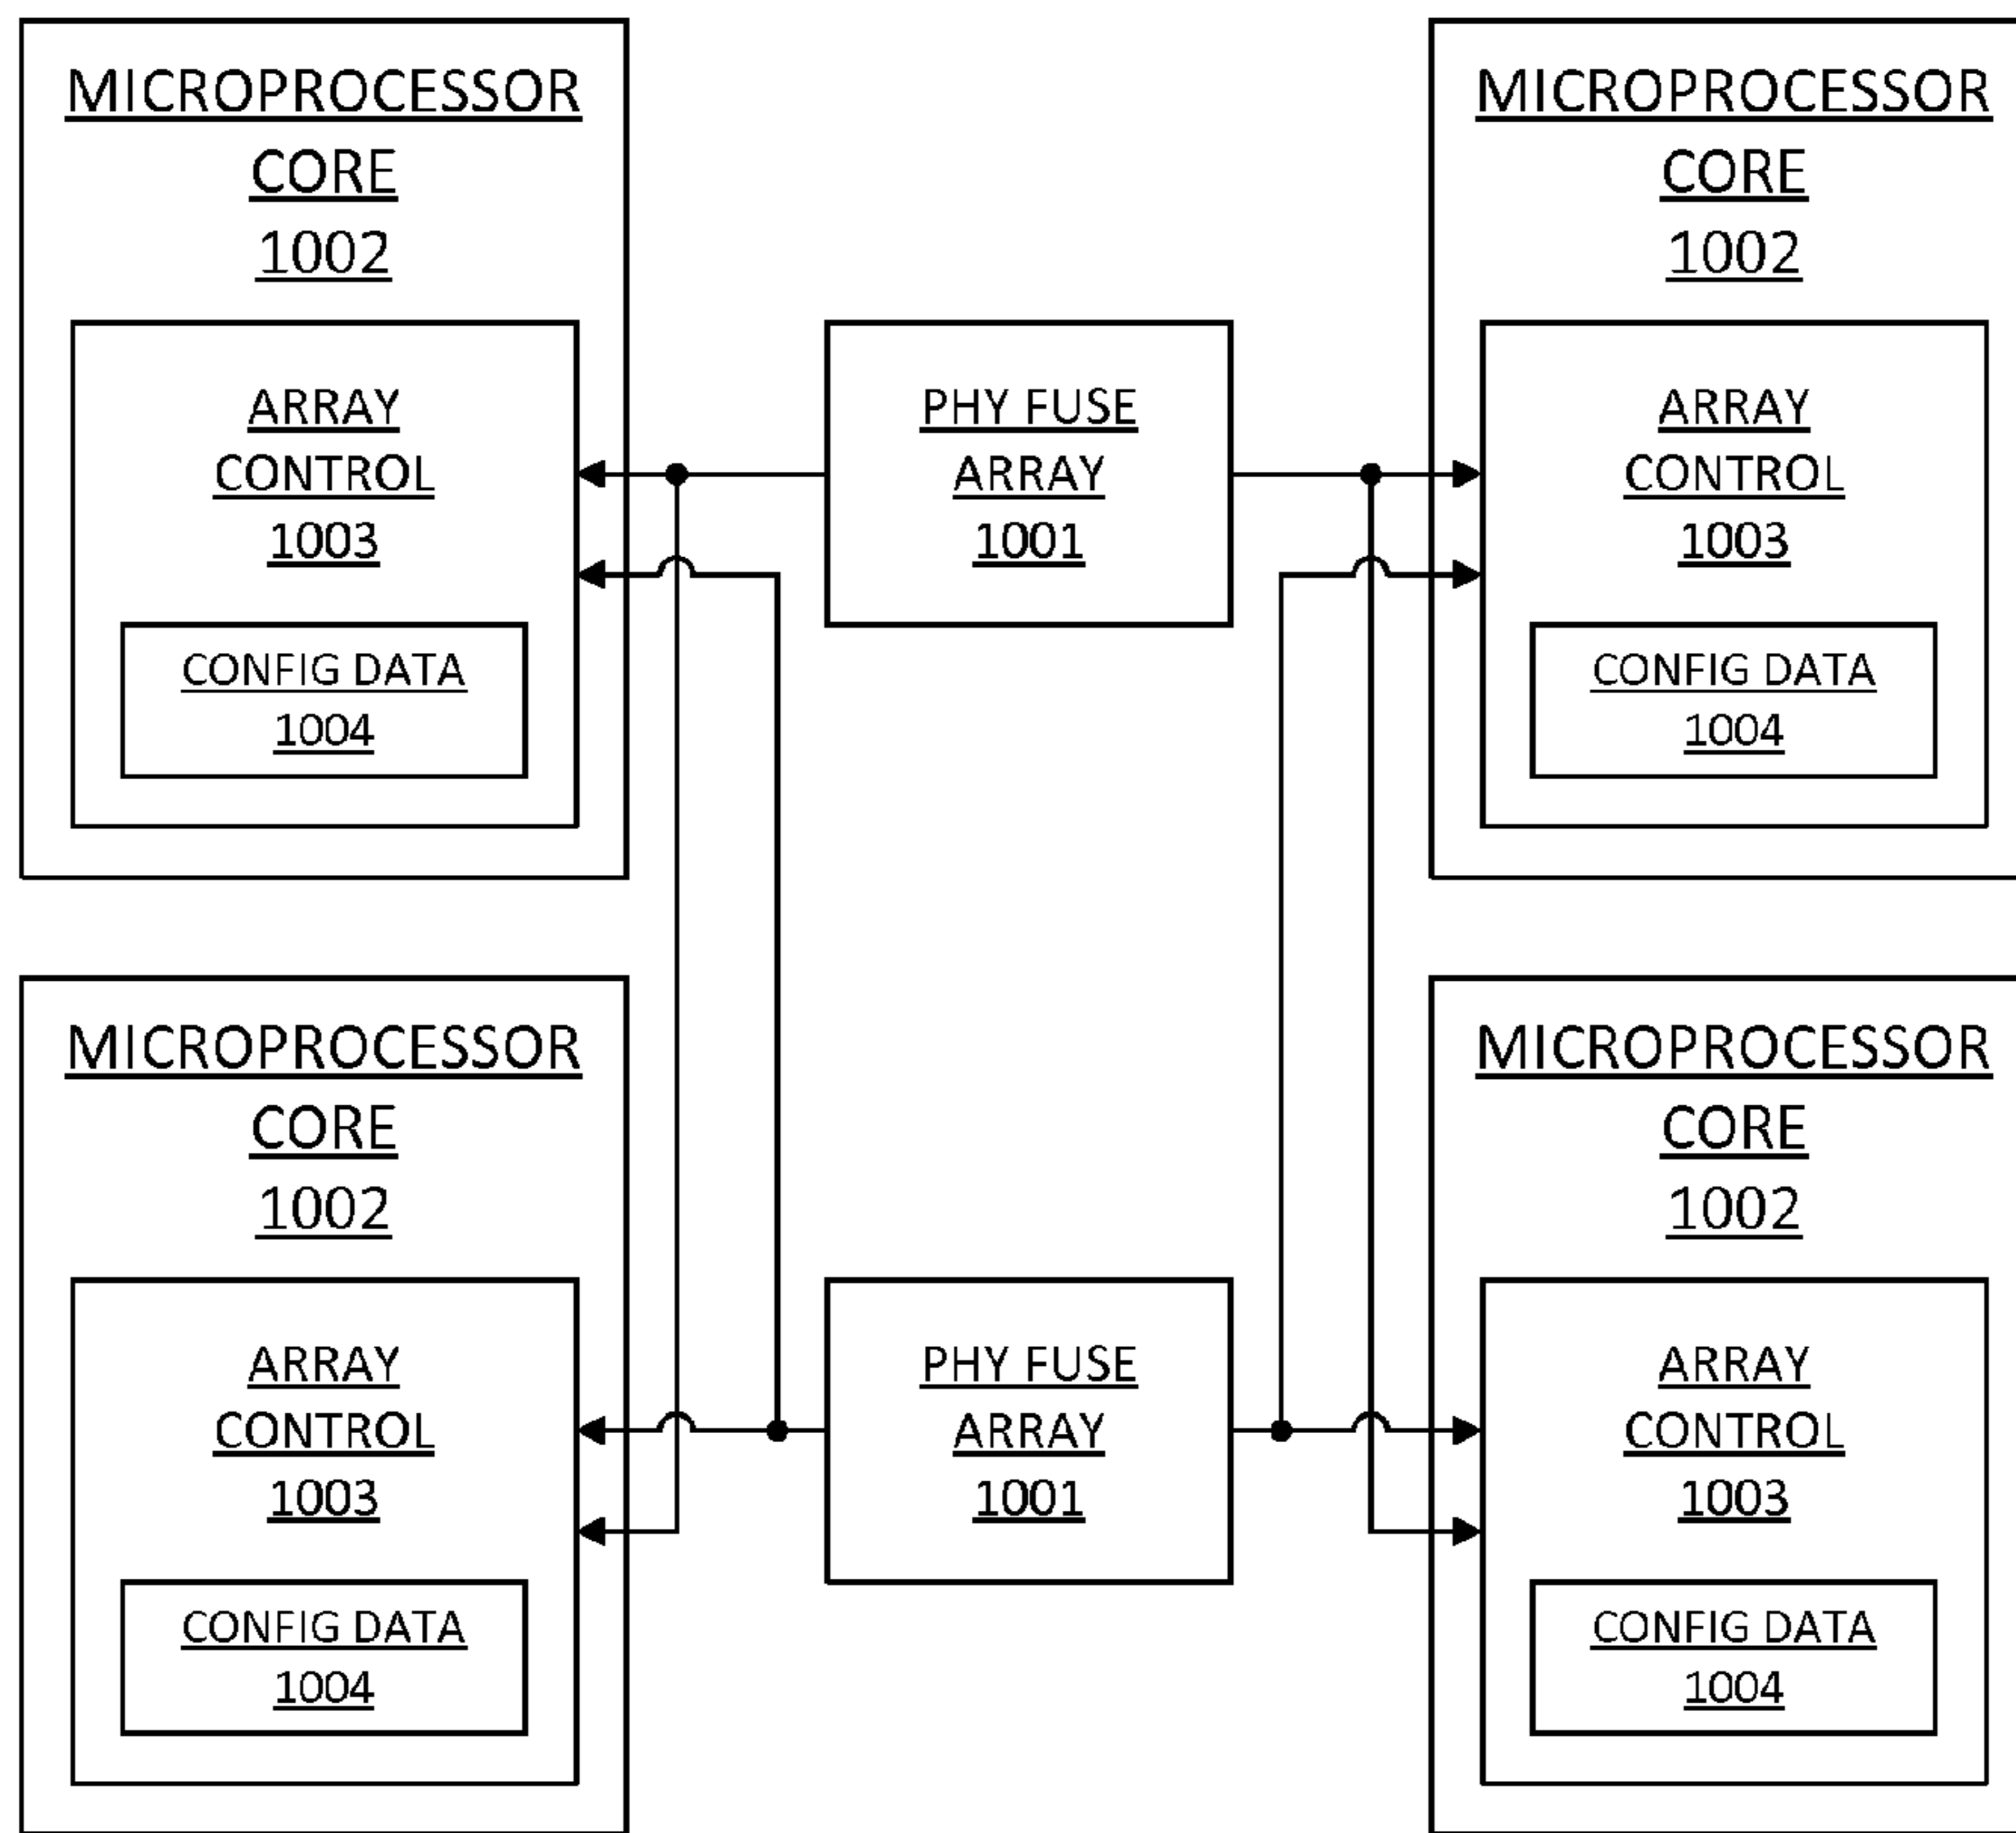 MICROPROCESSOR
CORE
1002
ARRAY
CONTROL
1003
CONFIG DATA
1004
PHY FUSE
ARRAY
1001
MICROPROCESSOR
CORE
1002
ARRAY
CONTROL
1003
CONFIG DATA
1004
MICROPROCESSOR
CORE
1002
ARRAY
CONTROL
1003
CONFIG DATA
1004
PHY FUSE
ARRAY
1001
MICROPROCESSOR
CORE
1002
ARRAY
CONTROL
1003
CONFIG DATA
1004